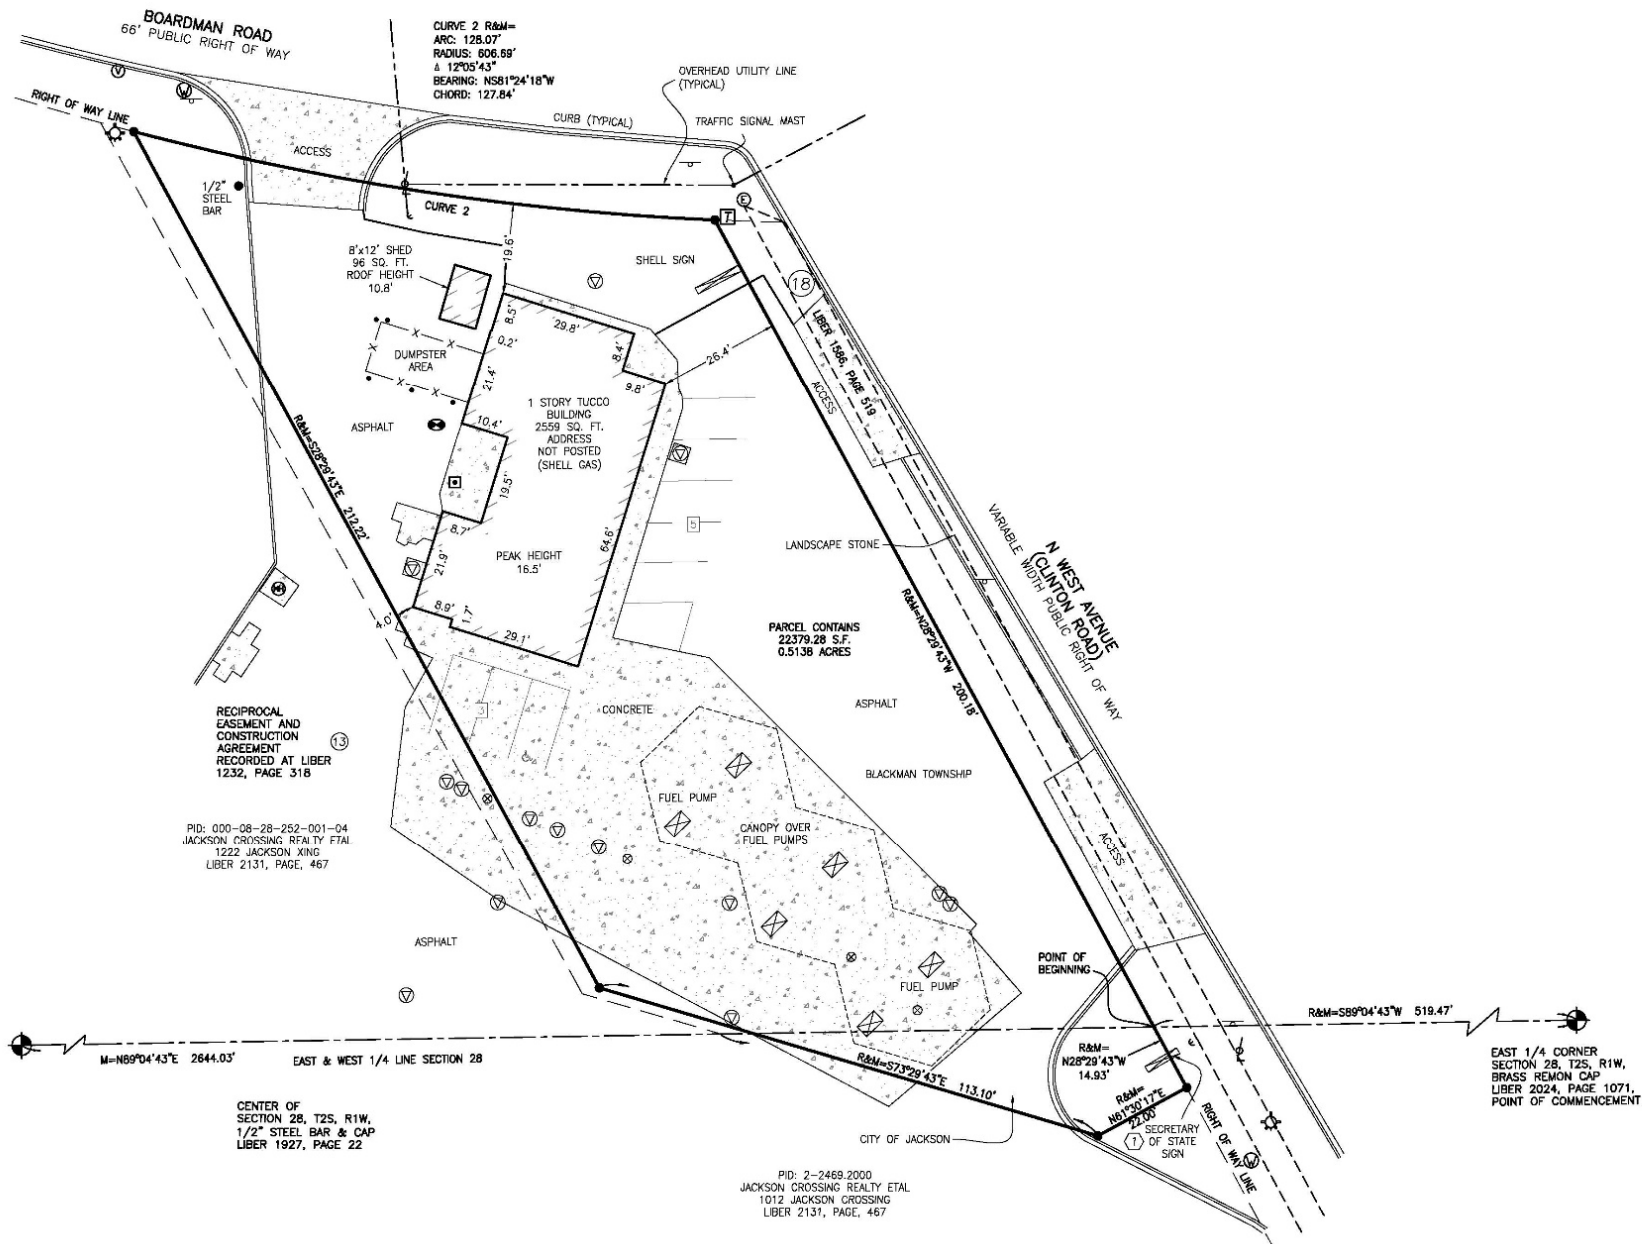 BOARDMAN ROAD
66' PUBLIC RIGHT OF WAY
CURVE 2 R&M=
ARC: 128.07'
RADIUS: 606.69'
Δ 12°05'43"
BEARING: NS81°24'18"W
CHORD: 127.84'
OVERHEAD UTILITY LINE
(TYPICAL)
CURB (TYPICAL)
TRAFFIC SIGNAL MAST
V
W
RIGHT OF WAY LINE
ACCESS
1/2"
STEEL
BAR
CURVE 2
E
T
8'x12' SHED
96 SQ. FT.
ROOF HEIGHT
10.8'
19.6'
SHELL SIGN
18
LIBER 1586, PAGE 519
8.5'
29.8'
0.2'
8.4'
26.4'
9.8'
21.4'
DUMPSTER
AREA
ACCESS
ASPHALT
10.4'
1 STORY TUCCO
BUILDING
2559 SQ. FT.
ADDRESS
NOT POSTED
(SHELL GAS)
R&M=S28°29'43"E 212.22'
19.5'
8.7'
5
64.6'
PEAK HEIGHT
16.5'
21.9'
LANDSCAPE STONE
N WEST AVENUE
(CLINTON ROAD)
VARIABLE WIDTH PUBLIC RIGHT OF WAY
8.9'
1.7'
4.0'
29.1'
R&M=N28°29'43"W 200.18'
PARCEL CONTAINS
22379.28 S.F.
0.5138 ACRES
ASPHALT
3
CONCRETE
RECIPROCAL
EASEMENT AND
CONSTRUCTION
AGREEMENT
RECORDED AT LIBER
1232, PAGE 318
13
BLACKMAN TOWNSHIP
FUEL PUMP
CANOPY OVER
FUEL PUMPS
ACCESS
PID: 000-08-28-252-001-04
JACKSON CROSSING REALTY ETAL
1222 JACKSON XING
LIBER 2131, PAGE, 467
ASPHALT
FUEL PUMP
POINT OF
BEGINNING
R&M=S89°04'43"W 519.47'
M=N89°04'43"E 2644.03'
EAST & WEST 1/4 LINE SECTION 28
R&M=S73°29'43"E 113.10'
R&M=
N28°29'43"W
14.93'
R&M=
N61°30'17"E
22.00'
EAST 1/4 CORNER
SECTION 28, T2S, R1W,
BRASS REMON CAP
LIBER 2024, PAGE 1071,
POINT OF COMMENCEMENT
CENTER OF
SECTION 28, T2S, R1W,
1/2" STEEL BAR & CAP
LIBER 1927, PAGE 22
CITY OF JACKSON
1
SECRETARY
OF STATE
SIGN
RIGHT OF WAY LINE
W
PID: 2-2469.2000
JACKSON CROSSING REALTY ETAL
1012 JACKSON CROSSING
LIBER 2131, PAGE, 467